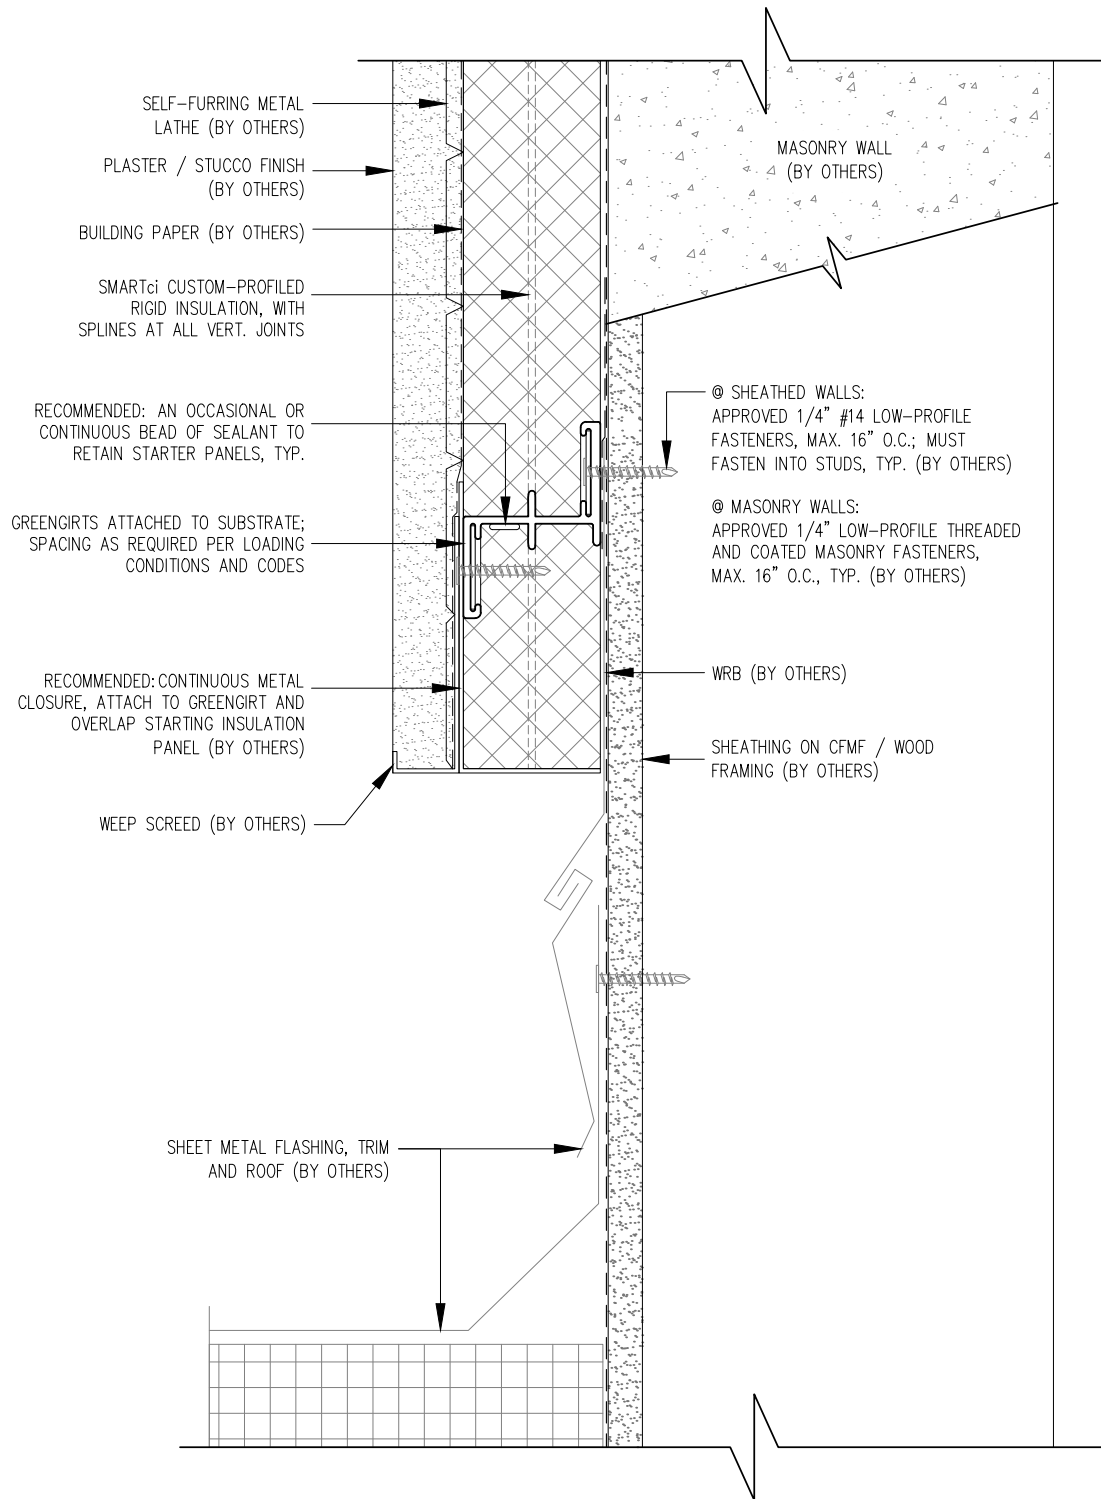 SELF-FURRING METAL
LATHE (BY OTHERS)
PLASTER / STUCCO FINISH
(BY OTHERS)
BUILDING PAPER (BY OTHERS)
SMARTci CUSTOM-PROFILED
RIGID INSULATION, WITH
SPLINES AT ALL VERT. JOINTS
RECOMMENDED: AN OCCASIONAL OR
CONTINUOUS BEAD OF SEALANT TO
RETAIN STARTER PANELS, TYP.
GREENGIRTS ATTACHED TO SUBSTRATE;
SPACING AS REQUIRED PER LOADING
CONDITIONS AND CODES
RECOMMENDED: CONTINUOUS METAL
CLOSURE, ATTACH TO GREENGIRT AND
OVERLAP STARTING INSULATION
PANEL (BY OTHERS)
WEEP SCREED (BY OTHERS)
SHEET METAL FLASHING, TRIM
AND ROOF (BY OTHERS)
MASONRY WALL
(BY OTHERS)
@ SHEATHED WALLS:
APPROVED 1/4" #14 LOW-PROFILE
FASTENERS, MAX. 16" O.C.; MUST
FASTEN INTO STUDS, TYP. (BY OTHERS)
@ MASONRY WALLS:
APPROVED 1/4" LOW-PROFILE THREADED
AND COATED MASONRY FASTENERS,
MAX. 16" O.C., TYP. (BY OTHERS)
WRB (BY OTHERS)
SHEATHING ON CFMF / WOOD
FRAMING (BY OTHERS)